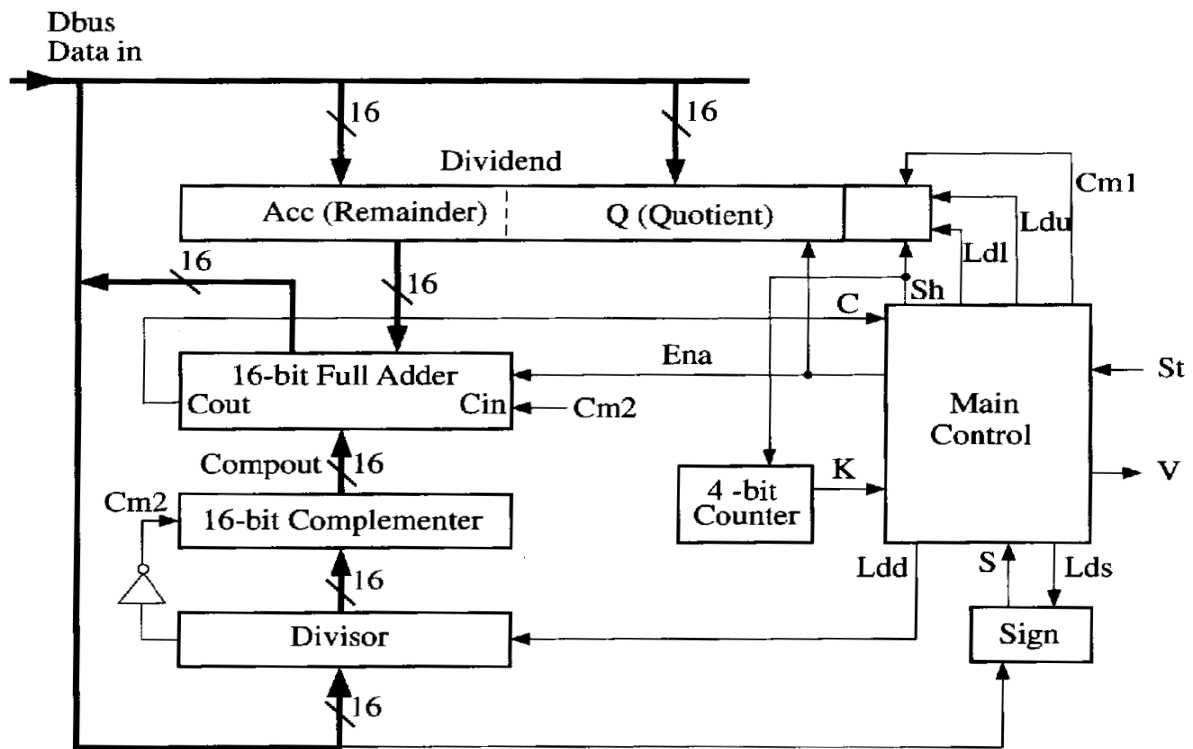 Dbus
Data in
16
16
Dividend
Acc (Remainder)
Q (Quotient)
Cm1
Ldu
Ldl
Sh
16
16
C
16-bit Full Adder
Cout
Cin
Ena
Cm2
St
Main
Control
V
Compout
16
K
4 -bit
Counter
Cm2
16-bit Complementer
16
Ldd
S
Lds
Divisor
Sign
16